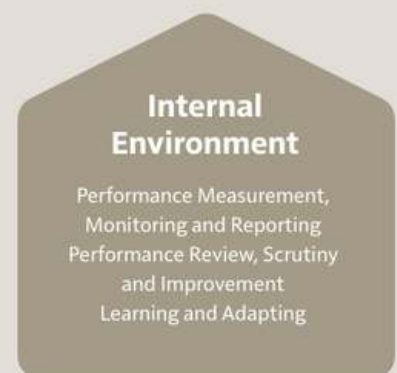 Internal
Environment
Performance Measurement,
Monitoring and Reporting
Performance Review, Scrutiny
and Improvement
Learning and Adapting